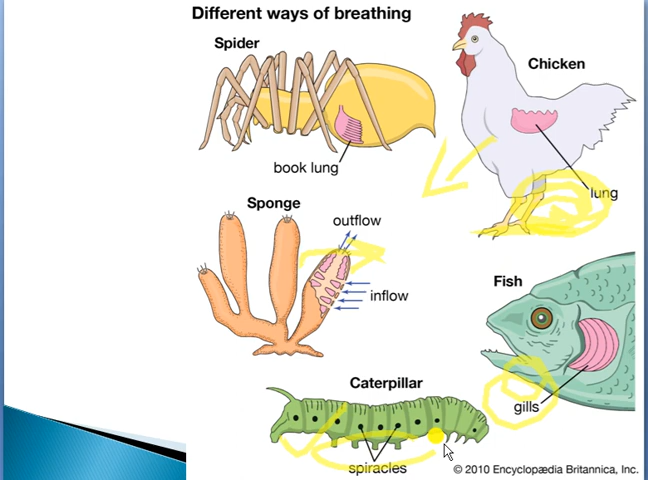 Different ways of breathing
Spider
Chicken
book lung
lung
Sponge
outflow
inflow
Fish
gills
Caterpillar
spiracles
© 2010 Encyclopædia Britannica, Inc.